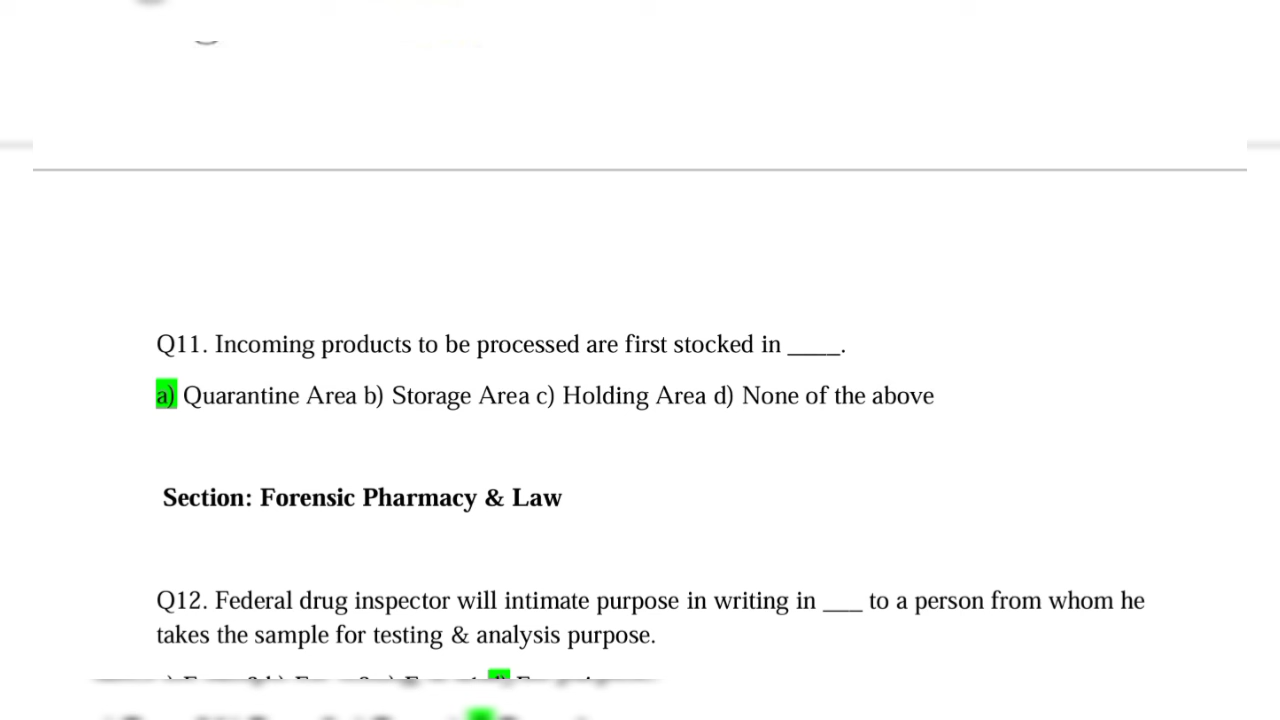 Q11. Incoming products to be processed are first stocked in ____.
a) Quarantine Area b) Storage Area c) Holding Area d) None of the above
Section: Forensic Pharmacy & Law
Q12. Federal drug inspector will intimate purpose in writing in ___ to a person from whom he
takes the sample for testing & analysis purpose.